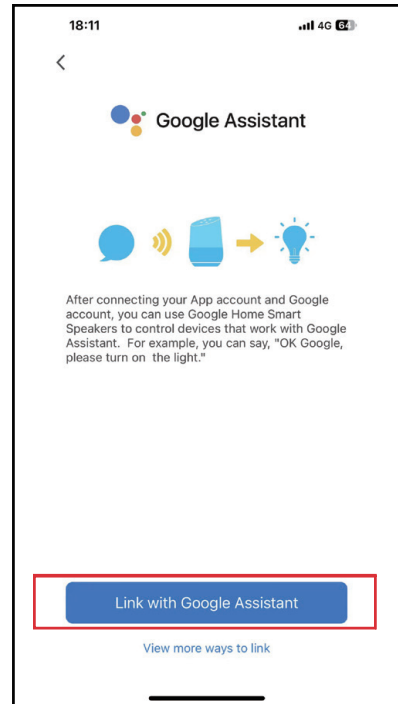 18:11
4G 64
Google Assistant
After connecting your App account and Google
account, you can use Google Home Smart
Speakers to control devices that work with Google
Assistant. For example, you can say, "OK Google,
please turn on the light."
Link with Google Assistant
View more ways to link